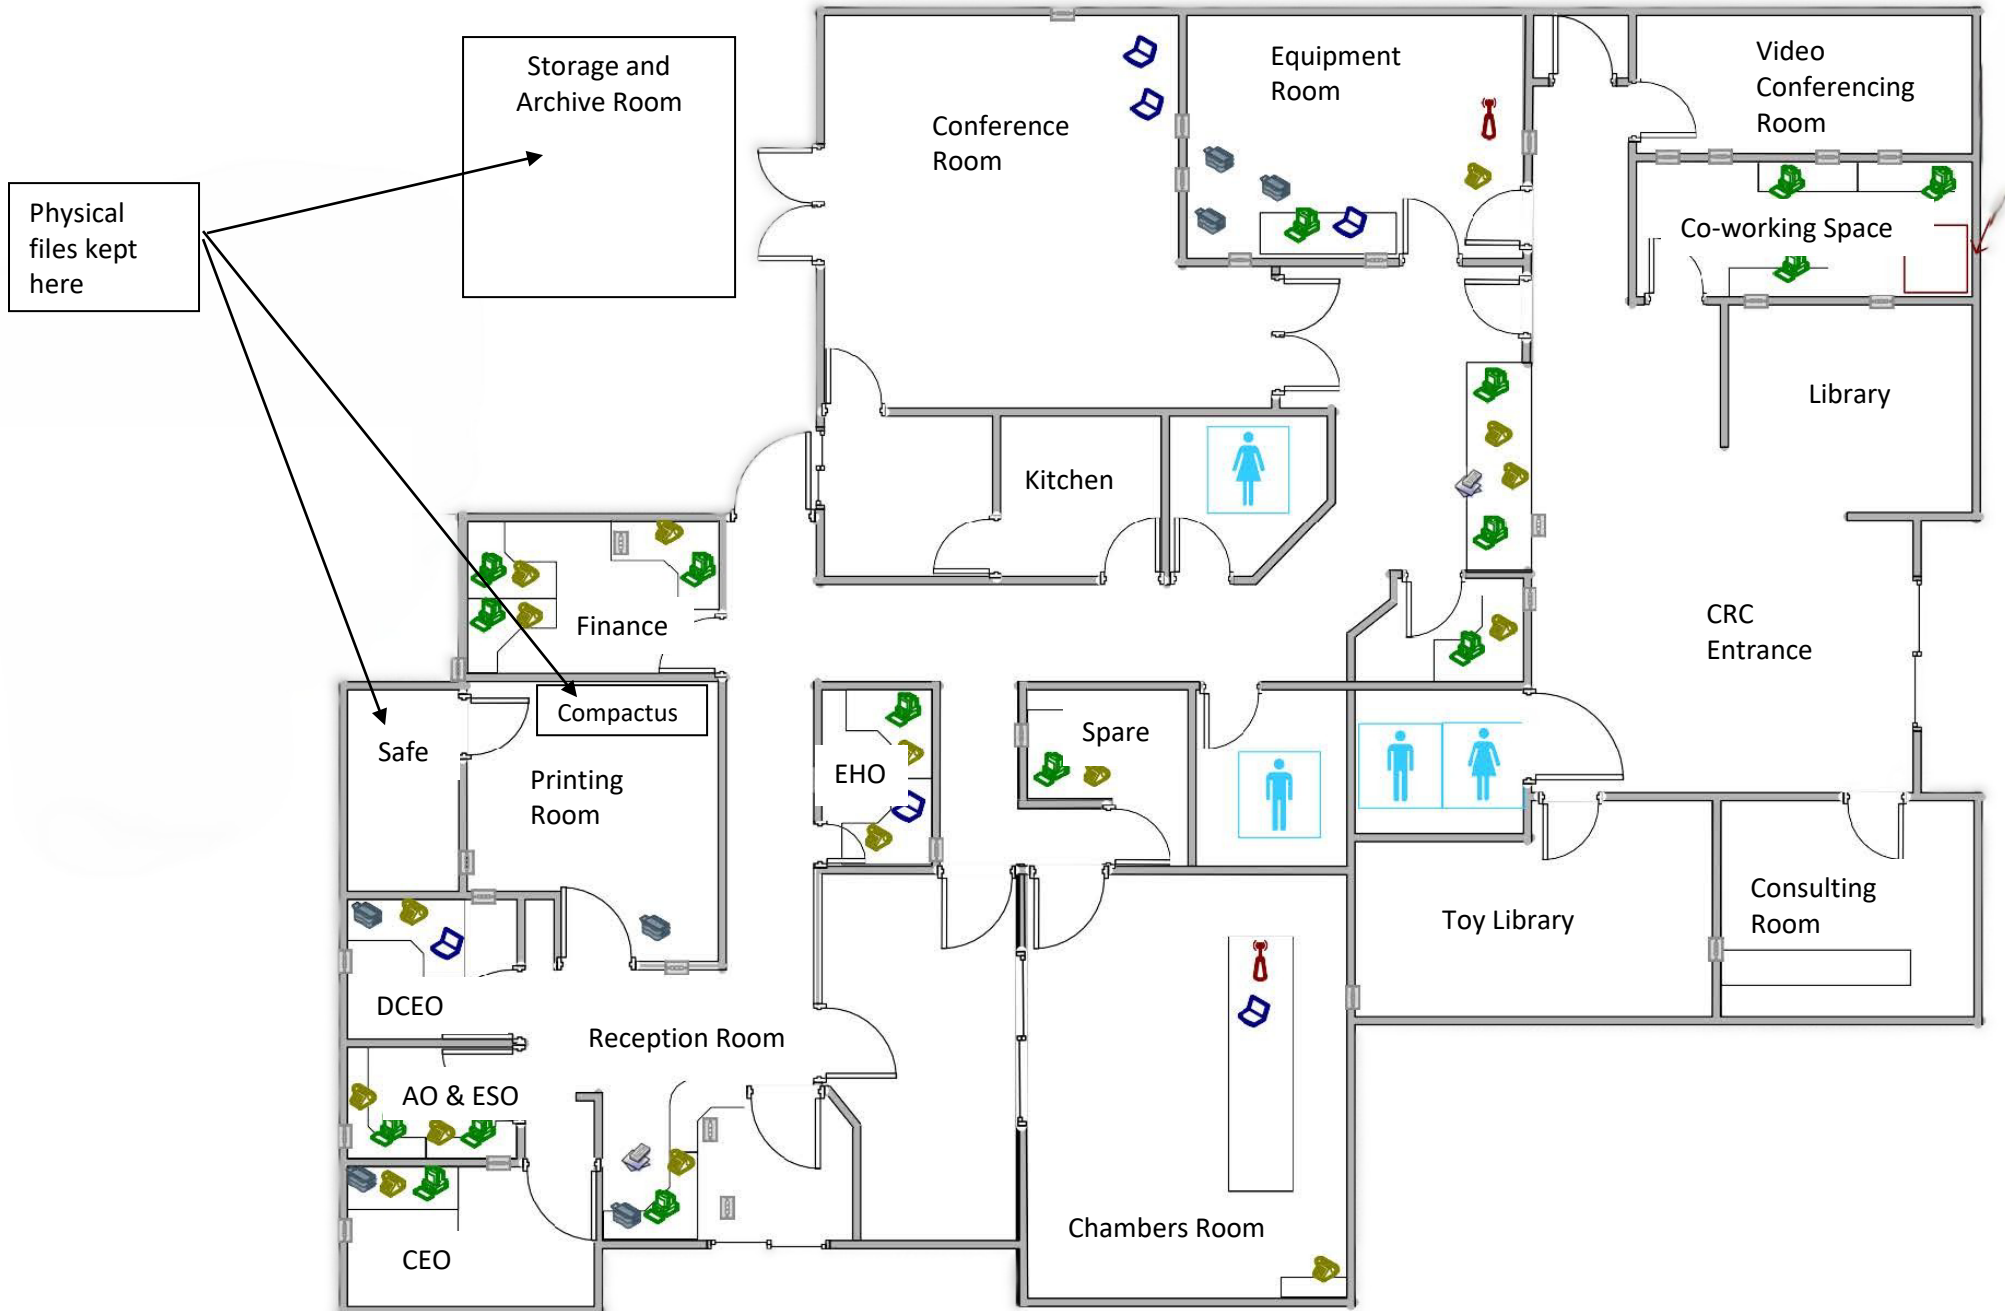 Storage and
Archive Room
Physical
files kept
here
Conference
Room
Equipment
Room
Video
Conferencing
Room
Co-working Space
Library
Kitchen
Finance
CRC
Entrance
Compactus
Safe
Printing
Room
EHO
Spare
Toy Library
Consulting
Room
DCEO
Reception Room
AO & ESO
CEO
Chambers Room